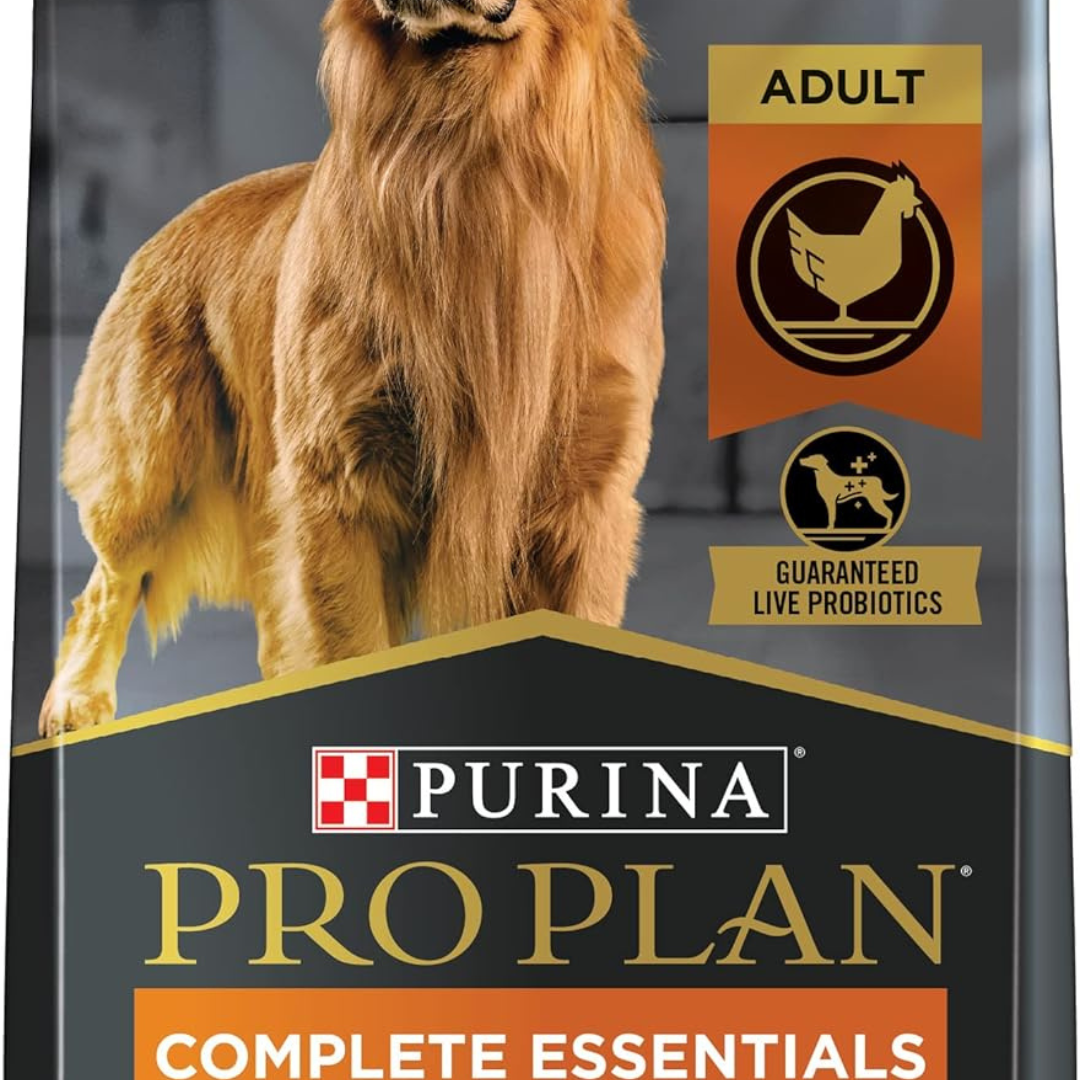 ADULT
GUARANTEED
LIVE PROBIOTICS
PURINA®
PRO PLAN®
COMPLETE ESSENTIALS